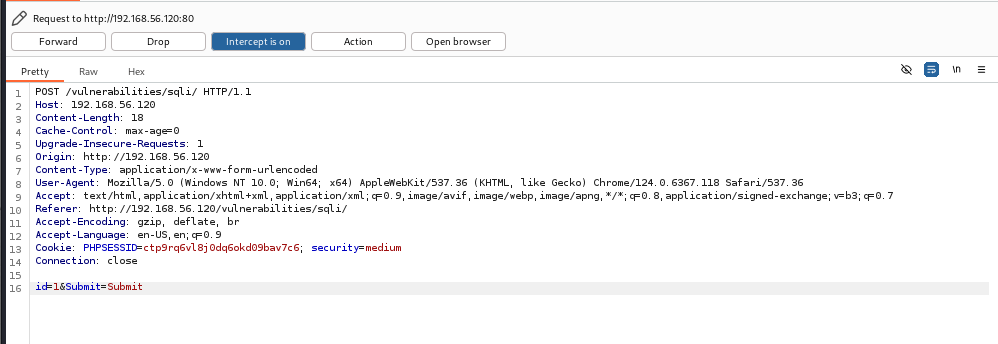 Request to http://192.168.56.120:80
Forward Drop Intercept is on Action Open browser
Pretty Raw Hex \n
1 POST /vulnerabilities/sqli/ HTTP/1.1
2 Host: 192.168.56.120
3 Content-Length: 18
4 Cache-Control: max-age=0
5 Upgrade-Insecure-Requests: 1
6 Origin: http://192.168.56.120
7 Content-Type: application/x-www-form-urlencoded
8 User-Agent: Mozilla/5.0 (Windows NT 10.0; Win64; x64) AppleWebKit/537.36 (KHTML, like Gecko) Chrome/124.0.6367.118 Safari/537.36
9 Accept: text/html,application/xhtml+xml,application/xml;q=0.9,image/avif,image/webp,image/apng,*/*;q=0.8,application/signed-exchange;v=b3;q=0.7
10 Referer: http://192.168.56.120/vulnerabilities/sqli/
11 Accept-Encoding: gzip, deflate, br
12 Accept-Language: en-US,en;q=0.9
13 Cookie: PHPSESSID=ctp9rq6vl8j0dq6okd09bav7c6; security=medium
14 Connection: close
15
16 id=1&Submit=Submit